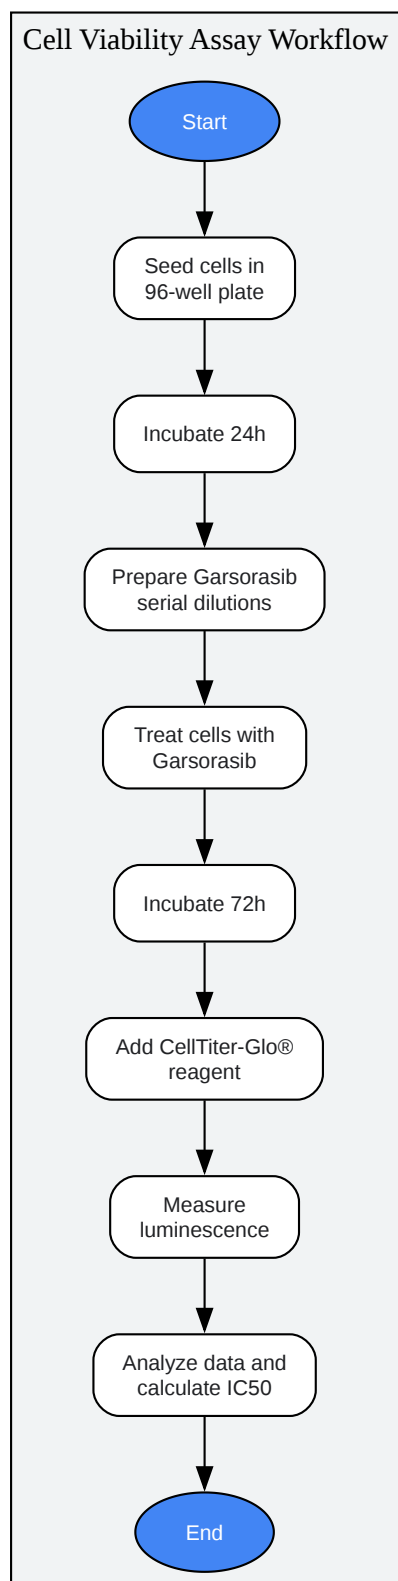 Cell Viability Assay Workflow
Start
Seed cells in
96-well plate
Incubate 24h
Prepare Garsorasib
serial dilutions
Treat cells with
Garsorasib
Incubate 72h
Add CellTiter-Glo®
reagent
Measure
luminescence
Analyze data and
calculate IC50
End